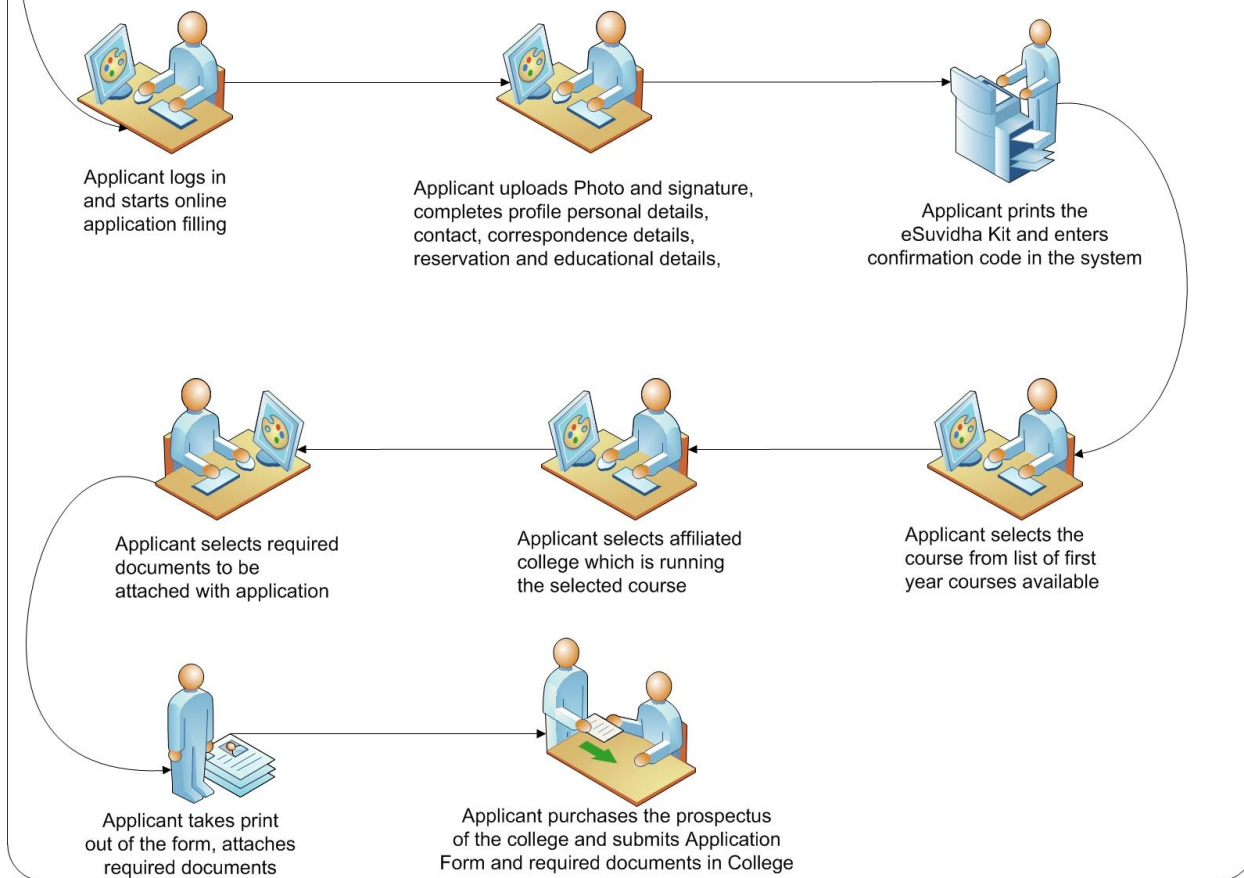 Applicant logs in
and starts online
application filling
Applicant uploads Photo and signature,
completes profile personal details,
contact, correspondence details,
reservation and educational details,
Applicant prints the
eSuvidha Kit and enters
confirmation code in the system
Applicant selects the
course from list of first
year courses available
Applicant selects affiliated
college which is running
the selected course
Applicant selects required
documents to be
attached with application
Applicant takes print
out of the form, attaches
required documents
Applicant purchases the prospectus
of the college and submits Application
Form and required documents in College